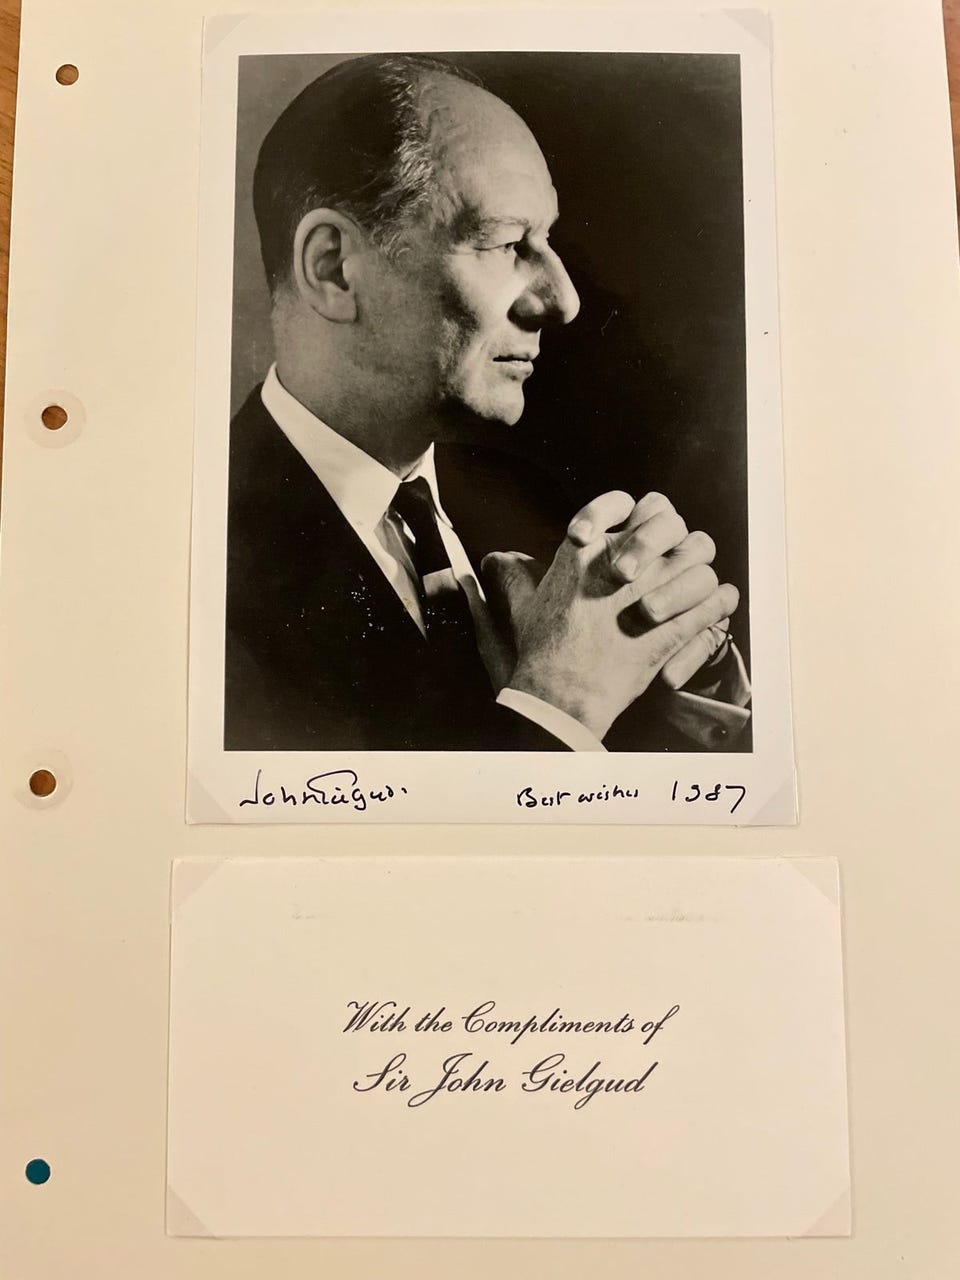 John Gielgud. Best wishes 1987
With the Compliments of
Sir John Gielgud